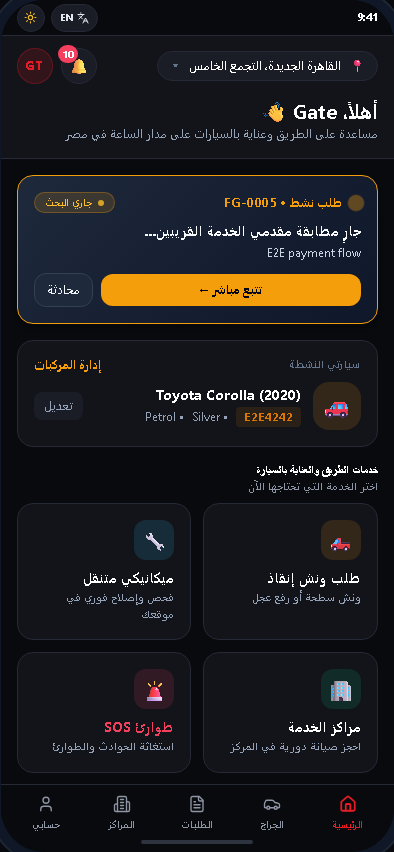 9:41
EN
القاهرة الجديدة، التجمع الخامس
10
GT
أهلاً، Gate
مساعدة على الطريق وعناية بالسيارات على مدار الساعة في مصر
طلب نشط • FG-0005
جاري البحث
جارٍ مطابقة مقدمي الخدمة القريبين...
E2E payment flow
تتبع مباشر ←
محادثة
سيارتي النشطة
إدارة المركبات
Toyota Corolla (2020)
E2E4242 • Silver • Petrol
تعديل
خدمات الطريق والعناية بالسيارة
اختر الخدمة التي تحتاجها الآن
طلب ونش إنقاذ
ونش سطحة أو رفع عجل
ميكانيكي متنقل
فحص وإصلاح فوري في
موقعك
مراكز الخدمة
احجز صيانة دورية في المركز
طوارئ SOS
استغاثة الحوادث والطوارئ
الرئيسية
الجراج
الطلبات
المراكز
حسابي